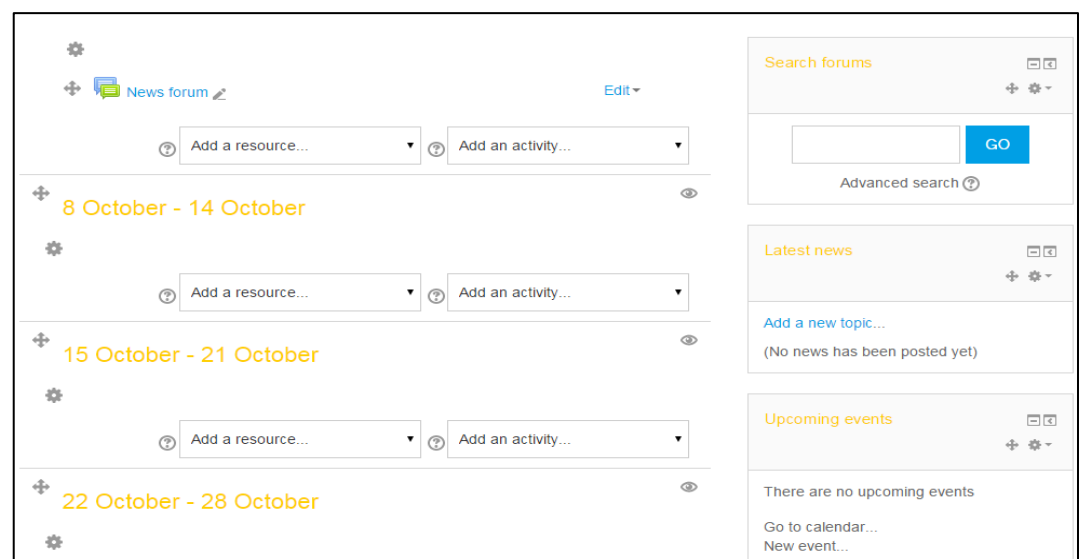 News forum
Edit
Add a resource...
Add an activity...
8 October - 14 October
Add a resource...
Add an activity...
15 October - 21 October
Add a resource...
Add an activity...
22 October - 28 October
Search forums
GO
Advanced search
Latest news
Add a new topic...
(No news has been posted yet)
Upcoming events
There are no upcoming events
Go to calendar...
New event...